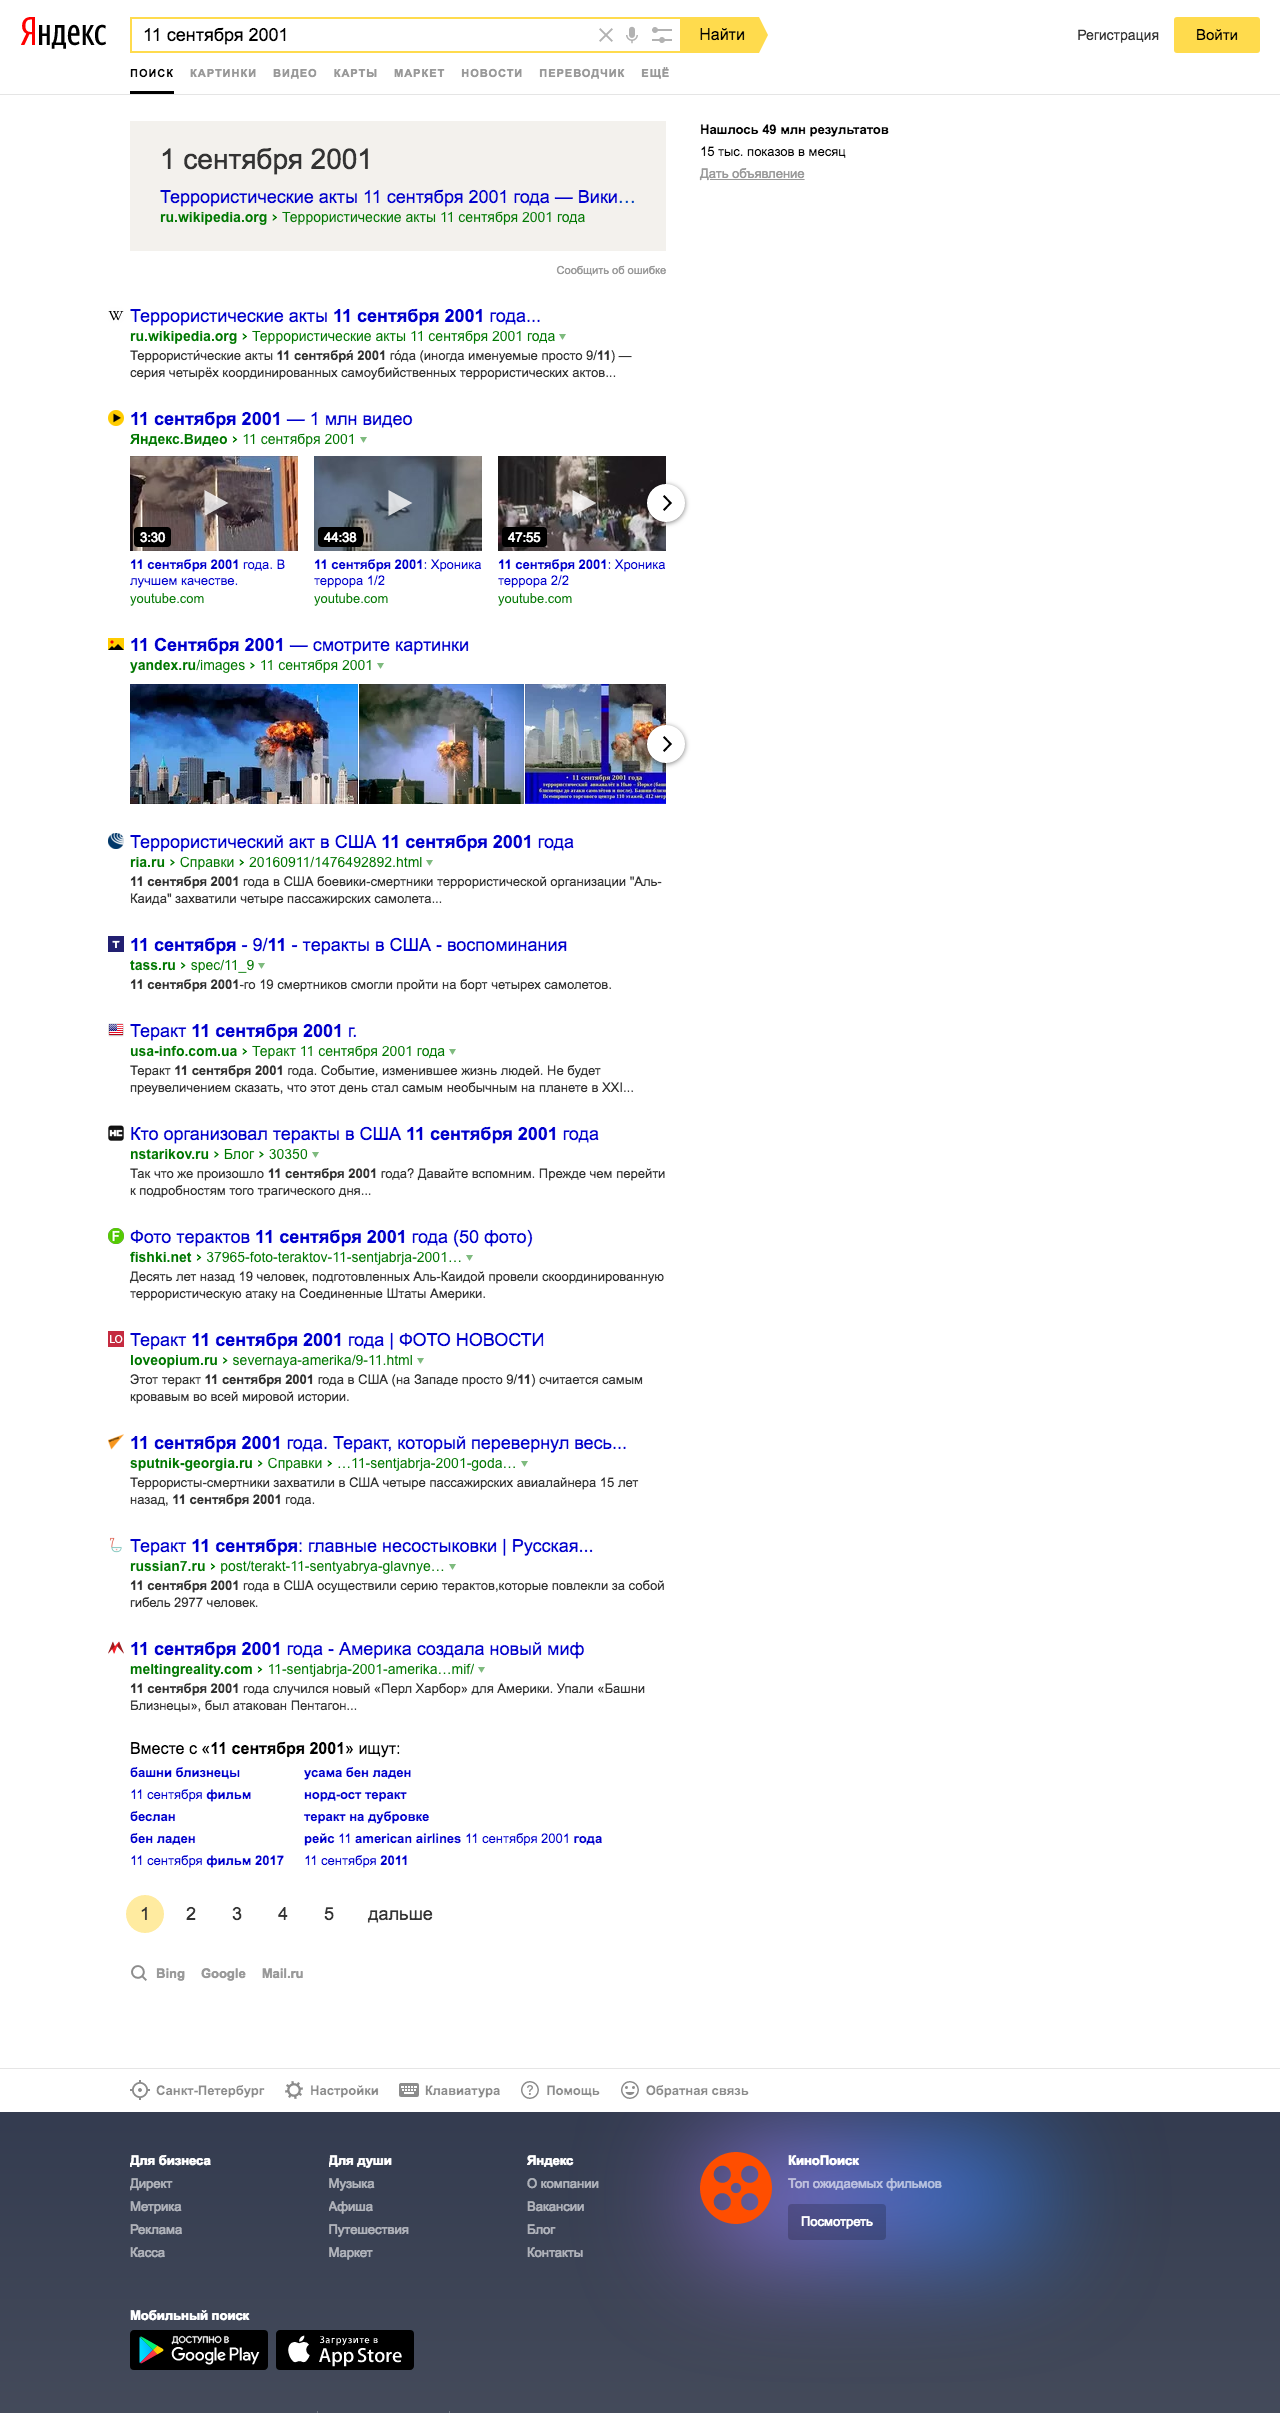 Яндекс
11 сентября 2001
Найти
Регистрация
Войти
ПОИСК КАРТИНКИ ВИДЕО КАРТЫ МАРКЕТ НОВОСТИ ПЕРЕВОДЧИК ЕЩЁ
1 сентября 2001
Террористические акты 11 сентября 2001 года — Вики…
ru.wikipedia.org › Террористические акты 11 сентября 2001 года
Сообщить об ошибке
Нашлось 49 млн результатов
15 тыс. показов в месяц
Дать объявление
Террористические акты 11 сентября 2001 года...
ru.wikipedia.org › Террористические акты 11 сентября 2001 года
Террористи́ческие акты 11 сентября́ 2001 го́да (иногда именуемые просто 9/11) —
серия четырёх координированных самоубийственных террористических актов...
11 сентября 2001 — 1 млн видео
Яндекс.Видео › 11 сентября 2001
3:30
44:38
47:55
11 сентября 2001 года. В
лучшем качестве.
youtube.com
11 сентября 2001: Хроника
террора 1/2
youtube.com
11 сентября 2001: Хроника
террора 2/2
youtube.com
11 Сентября 2001 — смотрите картинки
yandex.ru/images › 11 сентября 2001
• 11 сентября 2001 года
Террористический акт в США 11 сентября 2001 года
ria.ru › Справки › 20160911/1476492892.html
11 сентября 2001 года в США боевики-смертники террористической организации "Аль-
Каида" захватили четыре пассажирских самолета...
11 сентября - 9/11 - теракты в США - воспоминания
tass.ru › spec/11_9
11 сентября 2001-го 19 смертников смогли пройти на борт четырех самолетов.
Теракт 11 сентября 2001 г.
usa-info.com.ua › Теракт 11 сентября 2001 года
Теракт 11 сентября 2001 года. Событие, изменившее жизнь людей. Не будет
преувеличением сказать, что этот день стал самым необычным на планете в XXI...
Кто организовал теракты в США 11 сентября 2001 года
nstarikov.ru › Блог › 30350
Так что же произошло 11 сентября 2001 года? Давайте вспомним. Прежде чем перейти
к подробностям того трагического дня...
Фото терактов 11 сентября 2001 года (50 фото)
fishki.net › 37965-foto-teraktov-11-sentjabrja-2001…
Десять лет назад 19 человек, подготовленных Аль-Каидой провели скоординированную
террористическую атаку на Соединенные Штаты Америки.
Теракт 11 сентября 2001 года | ФОТО НОВОСТИ
loveopium.ru › severnaya-amerika/9-11.html
Этот теракт 11 сентября 2001 года в США (на Западе просто 9/11) считается самым
кровавым во всей мировой истории.
11 сентября 2001 года. Теракт, который перевернул весь...
sputnik-georgia.ru › Справки › …11-sentjabrja-2001-goda…
Террористы-смертники захватили в США четыре пассажирских авиалайнера 15 лет
назад, 11 сентября 2001 года.
Теракт 11 сентября: главные несостыковки | Русская...
russian7.ru › post/terakt-11-sentyabrya-glavnye…
11 сентября 2001 года в США осуществили серию терактов,которые повлекли за собой
гибель 2977 человек.
11 сентября 2001 года - Америка создала новый миф
meltingreality.com › 11-sentjabrja-2001-amerika…mif/
11 сентября 2001 года случился новый «Перл Харбор» для Америки. Упали «Башни
Близнецы», был атакован Пентагон...
Вместе с «11 сентября 2001» ищут:
башни близнецы
усама бен ладен
11 сентября фильм
норд-ост теракт
беслан
теракт на дубровке
бен ладен
рейс 11 american airlines 11 сентября 2001 года
11 сентября фильм 2017
11 сентября 2011
1 2 3 4 5 дальше
Bing Google Mail.ru
Санкт-Петербург Настройки Клавиатура Помощь Обратная связь
Для бизнеса
Директ
Метрика
Реклама
Касса
Для души
Музыка
Афиша
Путешествия
Маркет
Яндекс
О компании
Вакансии
Блог
Контакты
КиноПоиск
Топ ожидаемых фильмов
Посмотреть
Мобильный поиск
ДОСТУПНО В
Google Play
Загрузите в
App Store